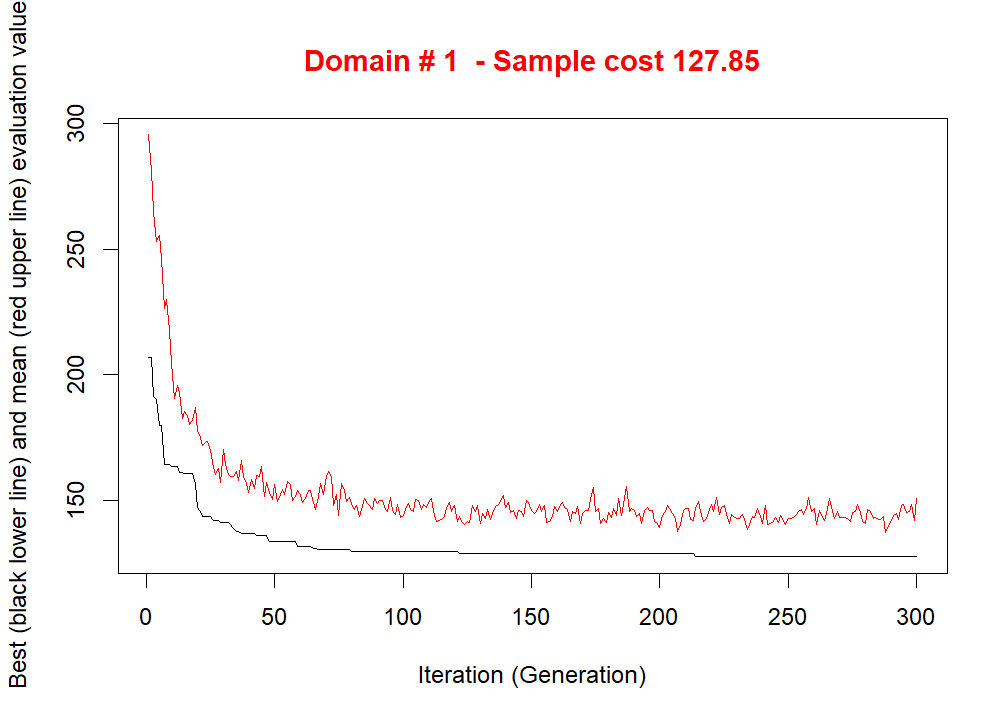 Domain # 1  - Sample cost 127.85
Best (black lower line) and mean (red upper line) evaluation value
300
250
200
150
0 50 100 150 200 250 300
Iteration (Generation)